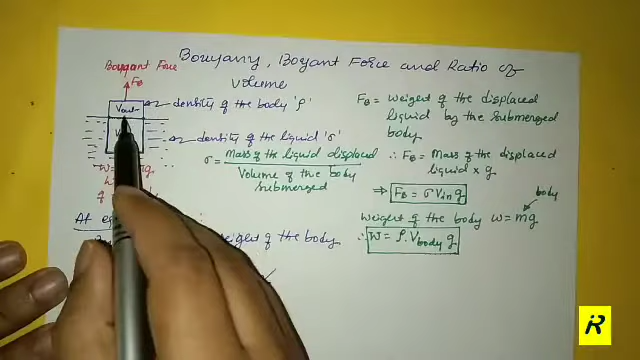 Bouyany, Boyant Force and Ratio of
volume
Bouyant Force
FB
Vout
density of the body 'ρ'
density of the liquid 'σ'
σ = Mass of the liquid displaced
Volume of the body
submerged
At
weight of the body
FB = weight of the displaced
liquid by the submerged
body
∴ FB = Mass of the displaced
liquid × g
⇒ FB = σ Vin g
body
weight of the body w = mg
∴ W = ρ. Vbody g
R